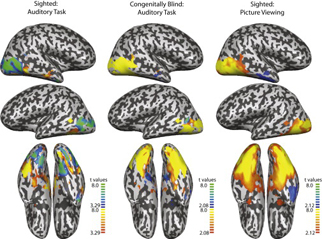 Sighted:
Auditory Task
Congenitally Blind:
Auditory Task
Sighted:
Picture Viewing
t values
8.0
3.29
8.0
3.29
t values
8.0
2.08
8.0
2.08
t values
8.0
2.12
8.0
2.12